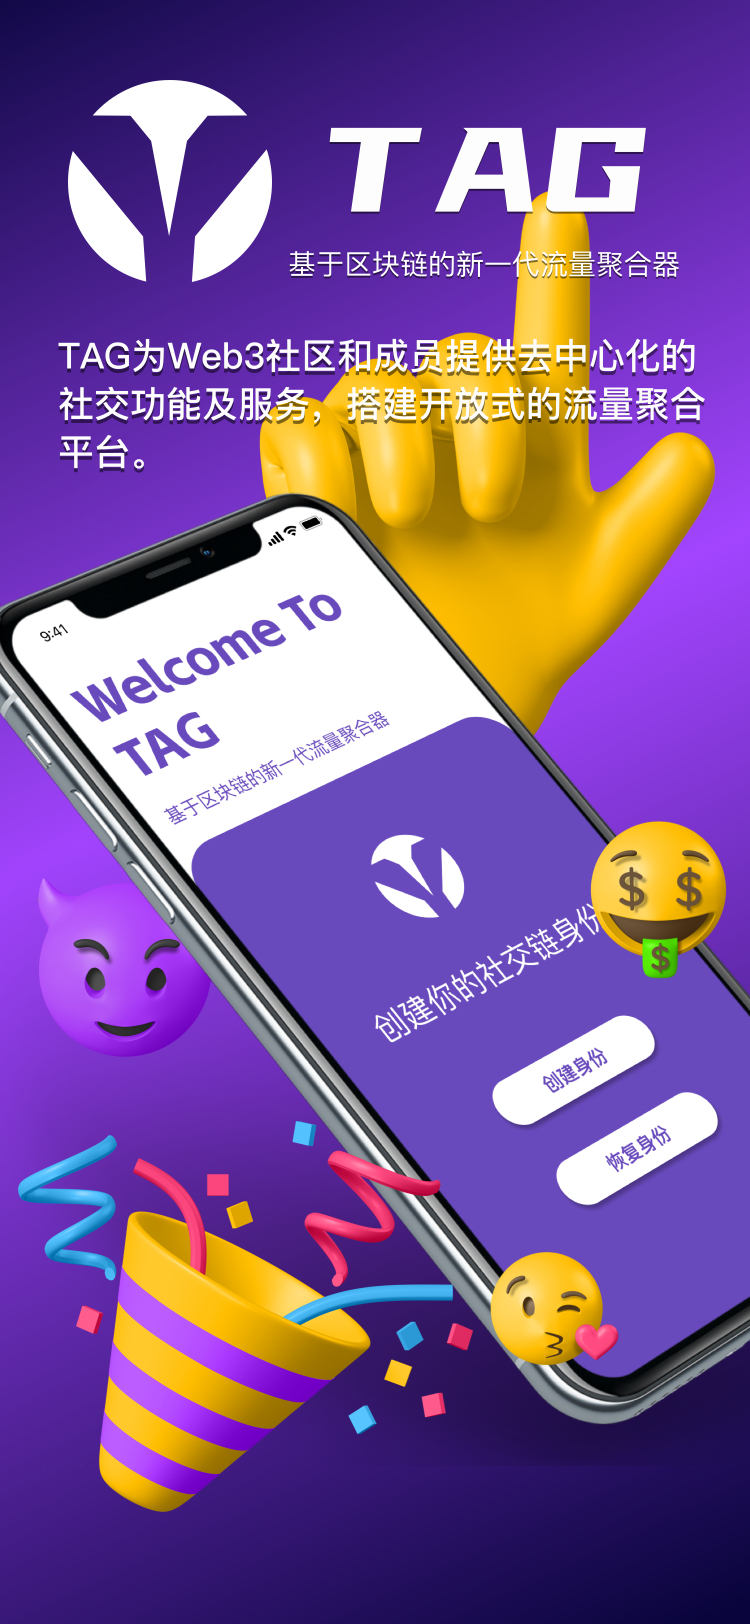 TAG
基于区块链的新一代流量聚合器
TAG为Web3社区和成员提供去中心化的
社交功能及服务，搭建开放式的流量聚合
平台。
9:41
Welcome To
TAG
基于区块链的新一代流量聚合器
创建你的社交链身份
创建身份
恢复身份